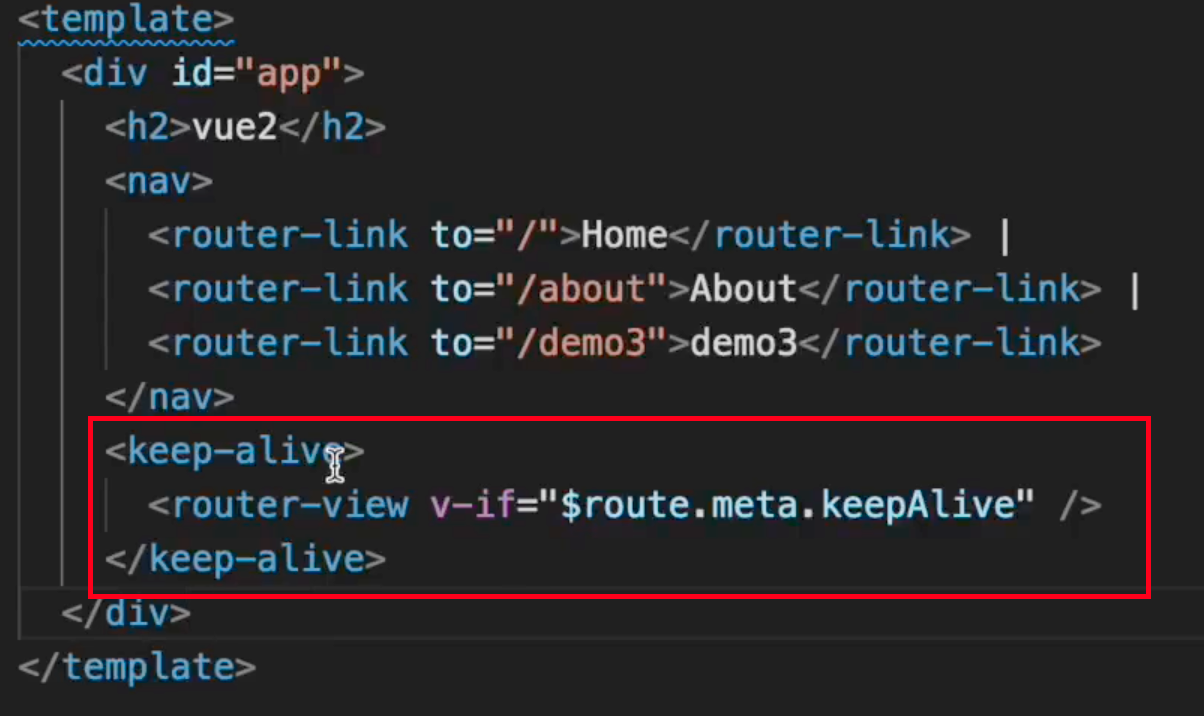 <template>
<div id="app">
<h2>vue2</h2>
<nav>
<router-link to="/">Home</router-link> |
<router-link to="/about">About</router-link> |
<router-link to="/demo3">demo3</router-link>
</nav>
<keep-alive>
<router-view v-if="$route.meta.keepAlive" />
</keep-alive>
</div>
</template>